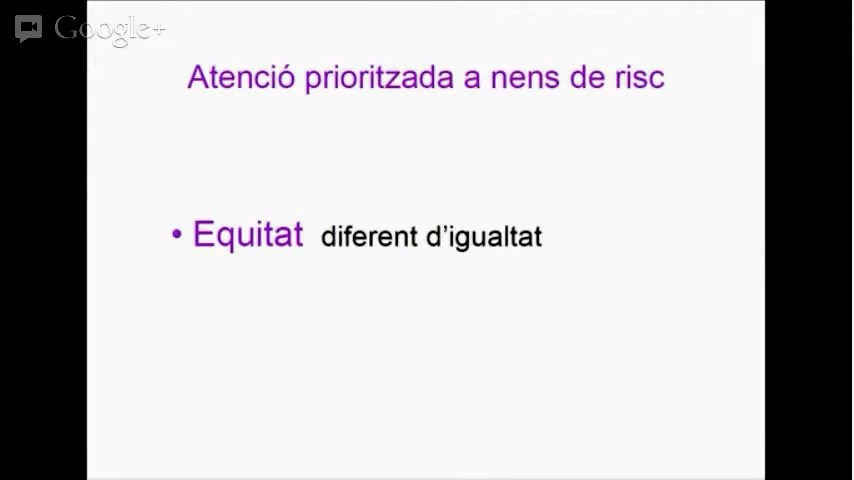 Google+
Atenció prioritzada a nens de risc
• Equitat diferent d'igualtat